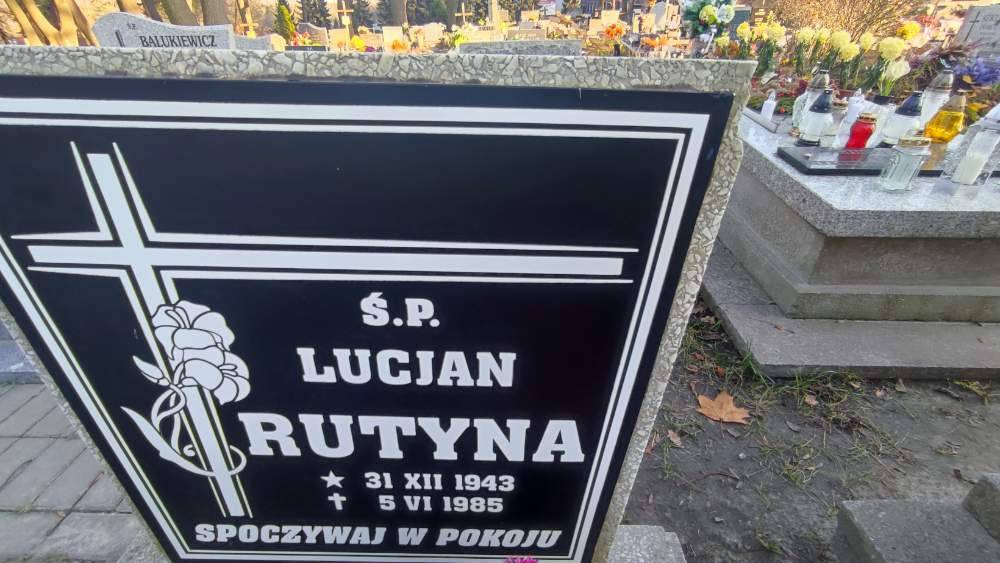 Ś.P.
BALUKIEWICZ
Ś.P.
LUCJAN
RUTYNA
★ 31 XII 1943
✝ 5 VI 1985
SPOCZYWAJ W POKOJU